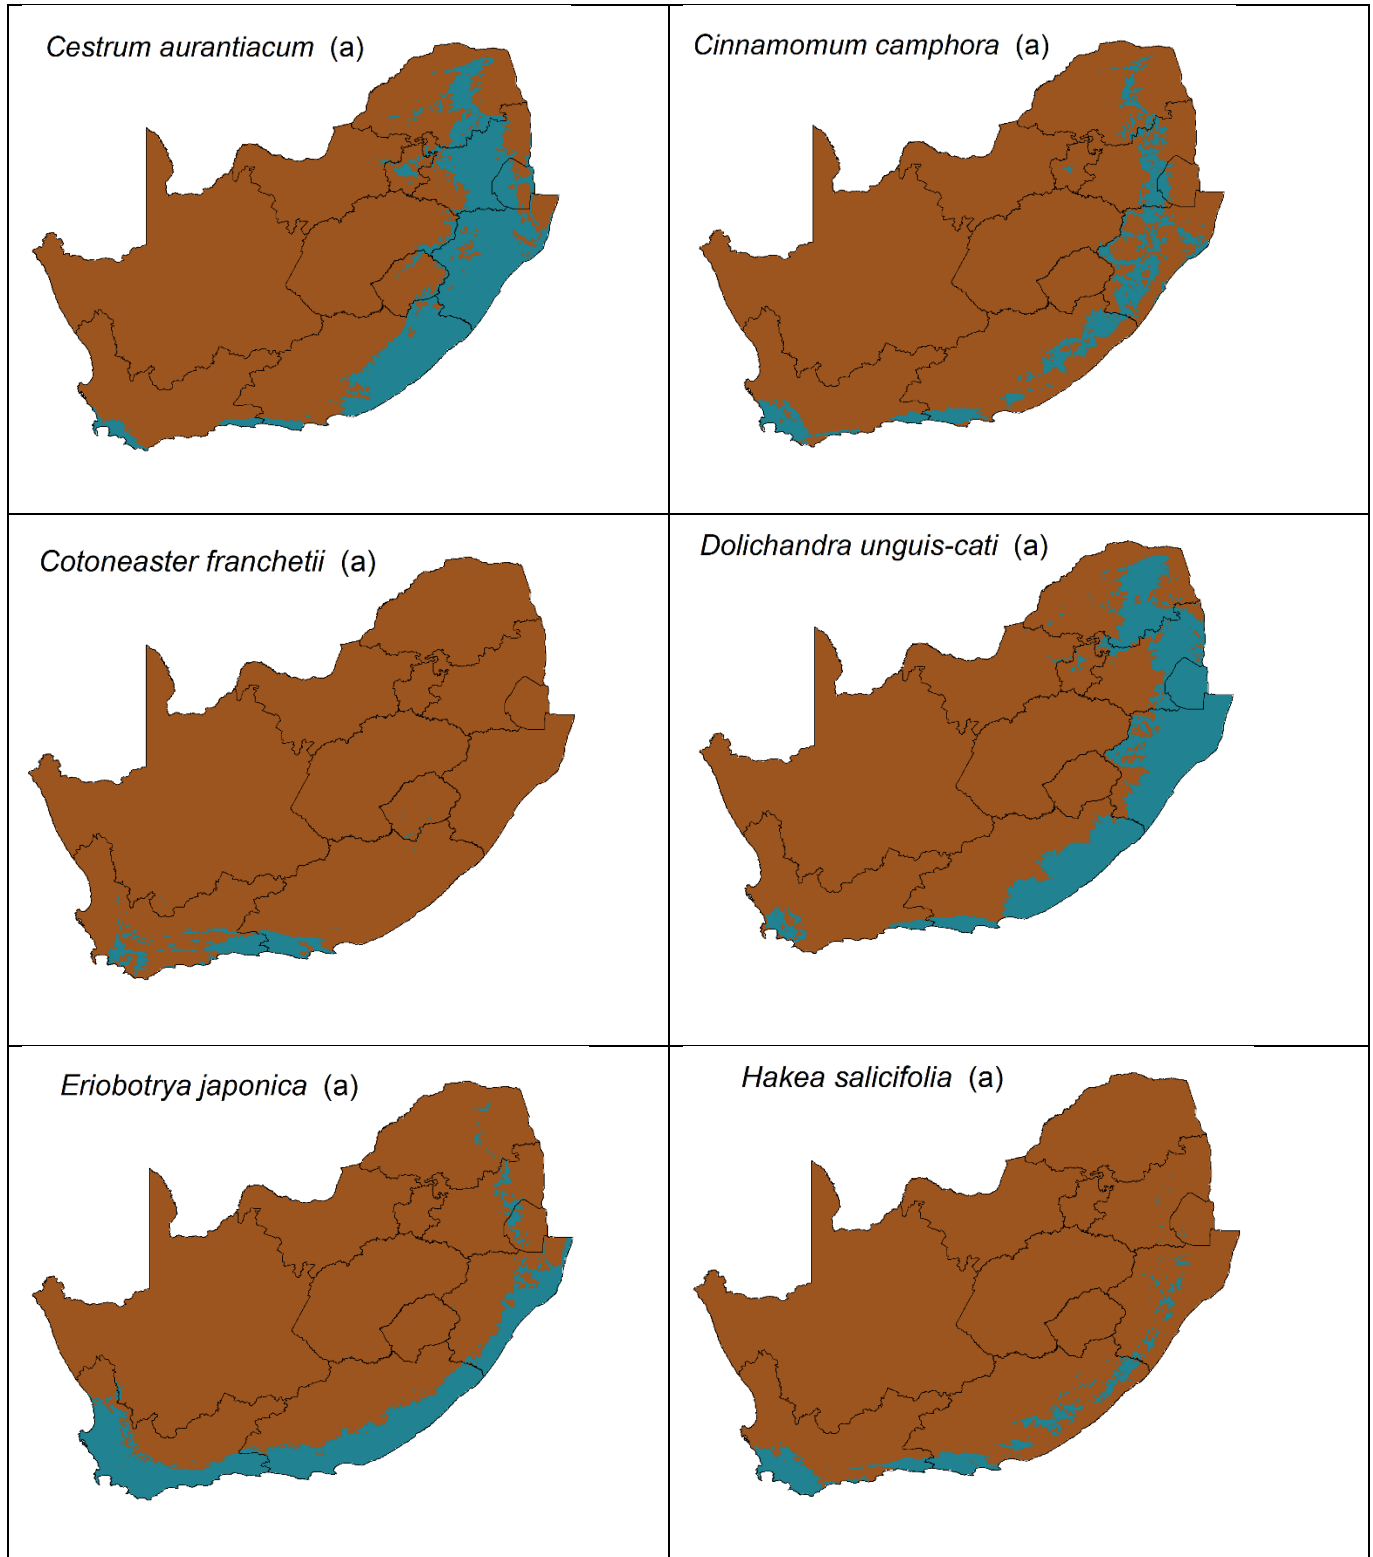 Cestrum aurantiacum (a)
Cinnamomum camphora (a)
Cotoneaster franchetii (a)
Dolichandra unguis-cati (a)
Eriobotrya japonica (a)
Hakea salicifolia (a)